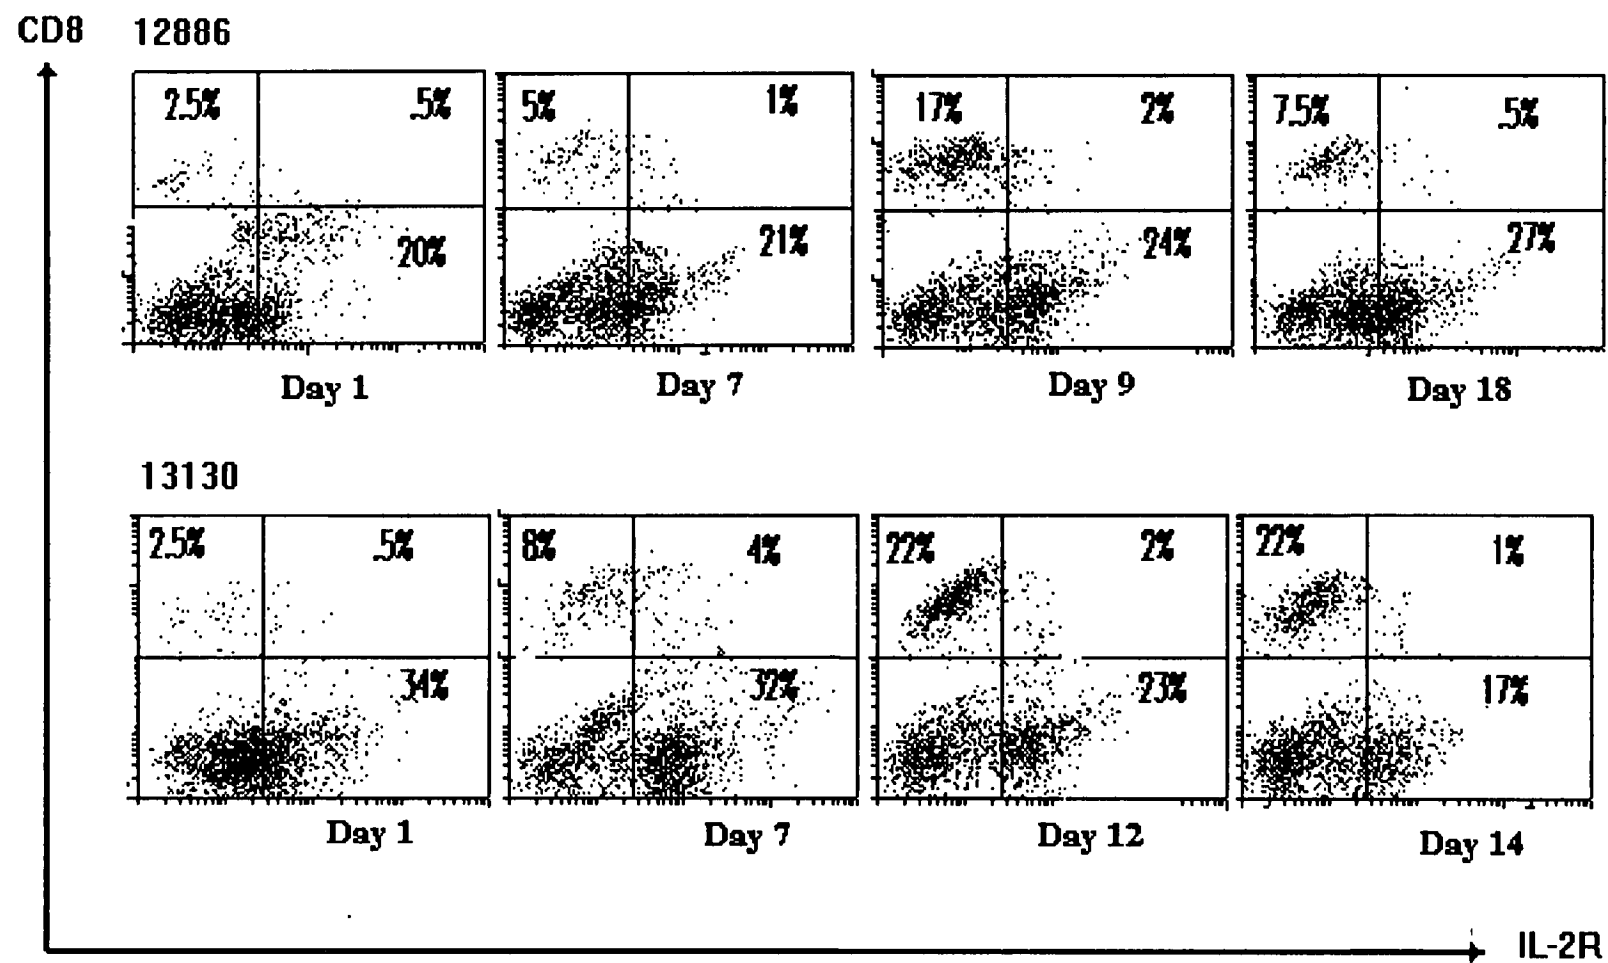 CD8 12886
2.5% .5% 5% 1% 17% 2% 7.5% .5%
20% 21% 24% 27%
Day 1 Day 7 Day 9 Day 18
13130
2.5% .5% 8% 4% 22% 2% 22% 1%
34% 32% 23% 17%
Day 1 Day 7 Day 12 Day 14
IL-2R